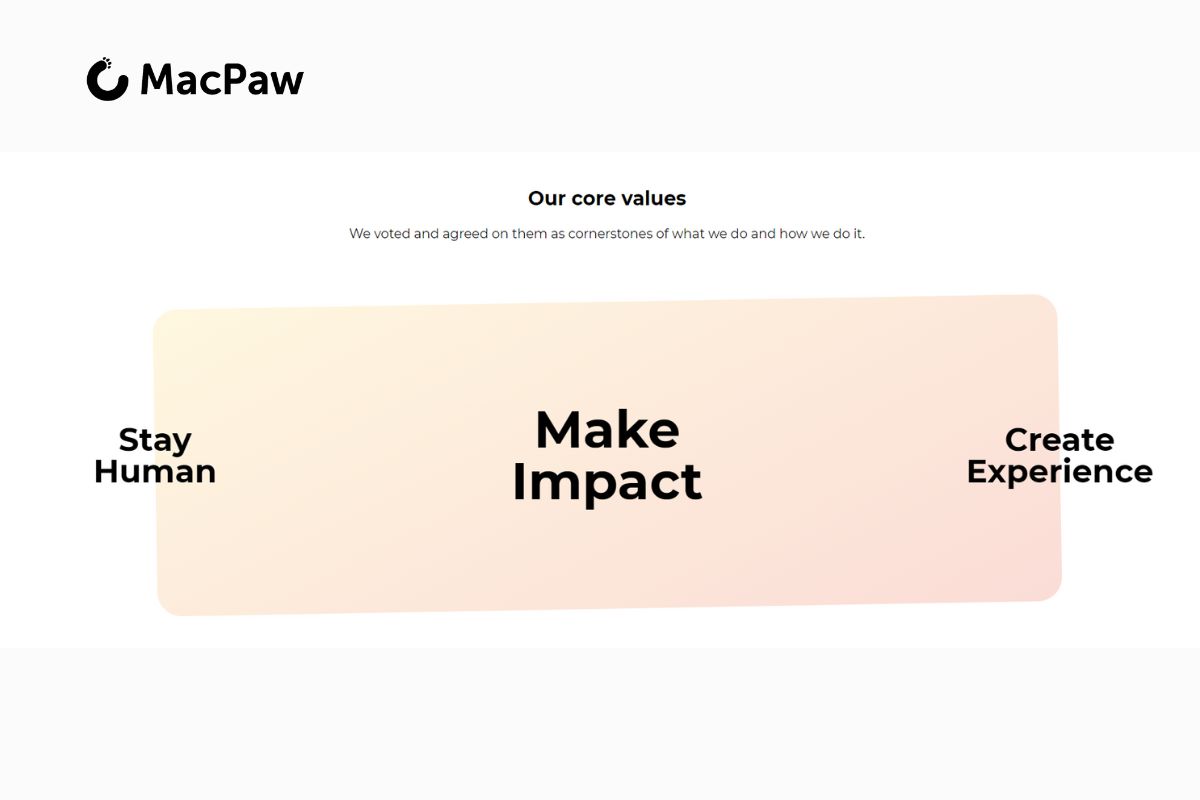 MacPaw
Our core values
We voted and agreed on them as cornerstones of what we do and how we do it.
Stay
Human
Make
Impact
Create
Experience